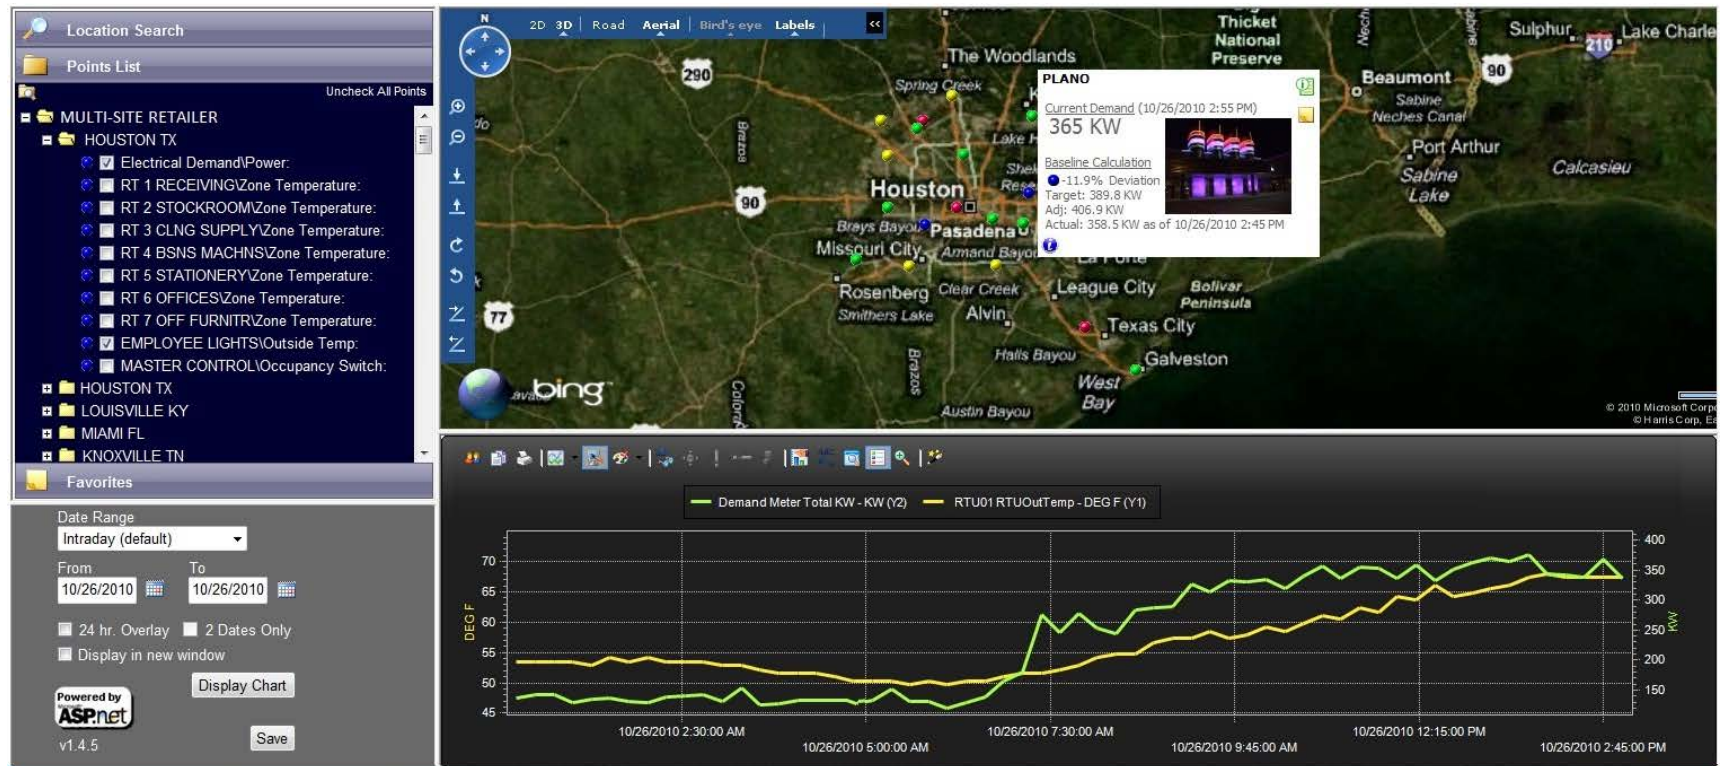 Location Search
Points List
Uncheck All Points
MULTI-SITE RETAILER
HOUSTON TX
Electrical Demand\Power:
RT 1 RECEIVING\Zone Temperature:
RT 2 STOCKROOM\Zone Temperature:
RT 3 CLNG SUPPLY\Zone Temperature:
RT 4 BSNS MACHNS\Zone Temperature:
RT 5 STATIONERY\Zone Temperature:
RT 6 OFFICES\Zone Temperature:
RT 7 OFF FURNITR\Zone Temperature:
EMPLOYEE LIGHTS\Outside Temp:
MASTER CONTROL\Occupancy Switch:
HOUSTON TX
LOUISVILLE KY
MIAMI FL
KNOXVILLE TN
Favorites
Date Range
Intraday (default)
From To
10/26/2010 10/26/2010
24 hr. Overlay 2 Dates Only
Display in new window
Display Chart
Powered by
Microsoft
ASP.net
v1.4.5
Save
N
2D 3D Road Aerial Bird's eye Labels <<
Thicket
National
Preserve
Sulphur
210
Lake Charle
The Woodlands
290
Spring Creek
Beaumont
90
Sabine
Neches Canal
Port Arthur
Sabine
Lake
Calcasieu
Brazos
Lake H
Houston
90
Brays Bayou
Pasadena
Missouri City
Armand Bayou
La Porte
Rosenberg
Clear Creek
League City
Bolivar
Peninsula
Smithers Lake
Alvin
77
Texas City
Halls Bayou
Galveston
Brazos
West
Bay
Austin Bayou
bing
© 2010 Microsoft Corp
© Harris Corp, Ea
PLANO
Current Demand (10/26/2010 2:55 PM)
365 KW
Baseline Calculation
-11.9% Deviation
Target: 389.8 KW
Adj: 406.9 KW
Actual: 358.5 KW as of 10/26/2010 2:45 PM
Demand Meter Total KW - KW (Y2) RTU01 RTUOutTemp - DEG F (Y1)
DEG F
70
65
60
55
50
45
400
350
300
250
200
150
KW
10/26/2010 2:30:00 AM
10/26/2010 5:00:00 AM
10/26/2010 7:30:00 AM
10/26/2010 9:45:00 AM
10/26/2010 12:15:00 PM
10/26/2010 2:45:00 PM